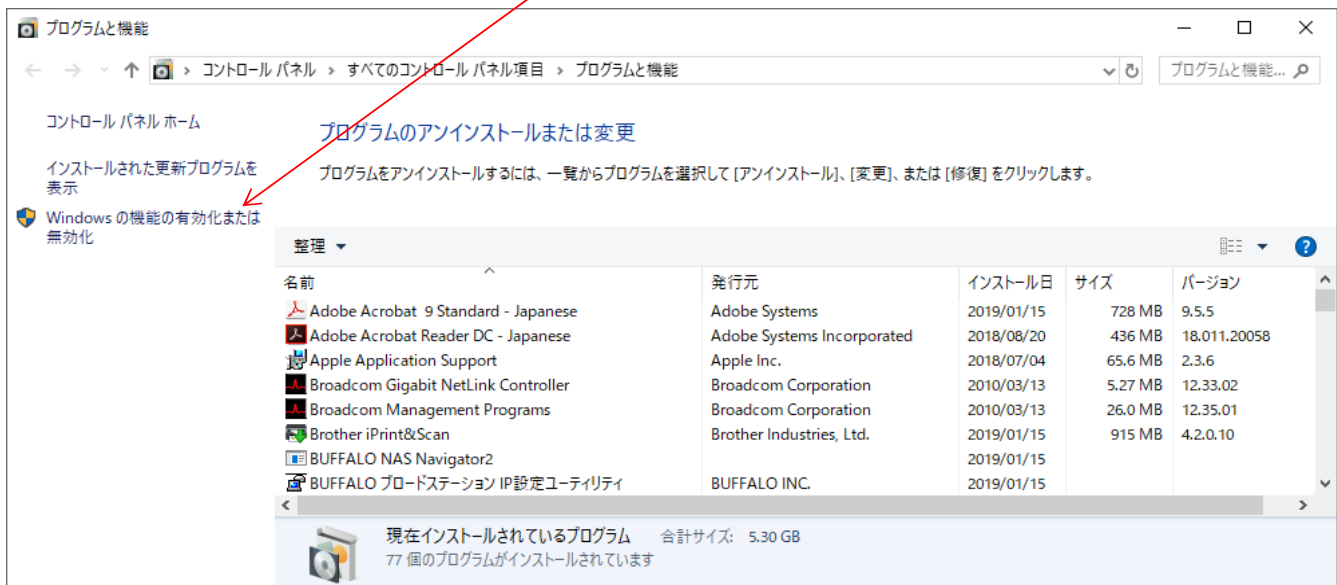 プログラムと機能
コントロール パネル › すべてのコントロール パネル項目 › プログラムと機能
プログラムと機能...
コントロール パネル ホーム
インストールされた更新プログラムを
表示
Windows の機能の有効化または
無効化
プログラムのアンインストールまたは変更
プログラムをアンインストールするには、一覧からプログラムを選択して [アンインストール]、[変更]、または [修復] をクリックします。
整理
名前 発行元 インストール日 サイズ バージョン
Adobe Acrobat 9 Standard - Japanese Adobe Systems 2019/01/15 728 MB 9.5.5
Adobe Acrobat Reader DC - Japanese Adobe Systems Incorporated 2018/08/20 436 MB 18.011.20058
Apple Application Support Apple Inc. 2018/07/04 65.6 MB 2.3.6
Broadcom Gigabit NetLink Controller Broadcom Corporation 2010/03/13 5.27 MB 12.33.02
Broadcom Management Programs Broadcom Corporation 2010/03/13 26.0 MB 12.35.01
Brother iPrint&Scan Brother Industries, Ltd. 2019/01/15 915 MB 4.2.0.10
BUFFALO NAS Navigator2 2019/01/15
BUFFALO ブロードステーション IP設定ユーティリティ BUFFALO INC. 2019/01/15
現在インストールされているプログラム 合計サイズ: 5.30 GB
77 個のプログラムがインストールされています